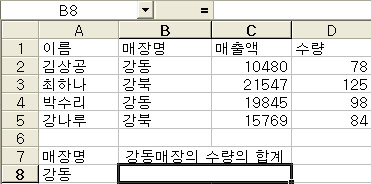 B8 =
A B C D
1 이름 매장명 매출액 수량
2 김상공 강동 10480 78
3 최하나 강북 21547 125
4 박수리 강동 19845 98
5 강나루 강북 15769 84
6
7 매장명 강동매장의 수량의 합계
8 강동